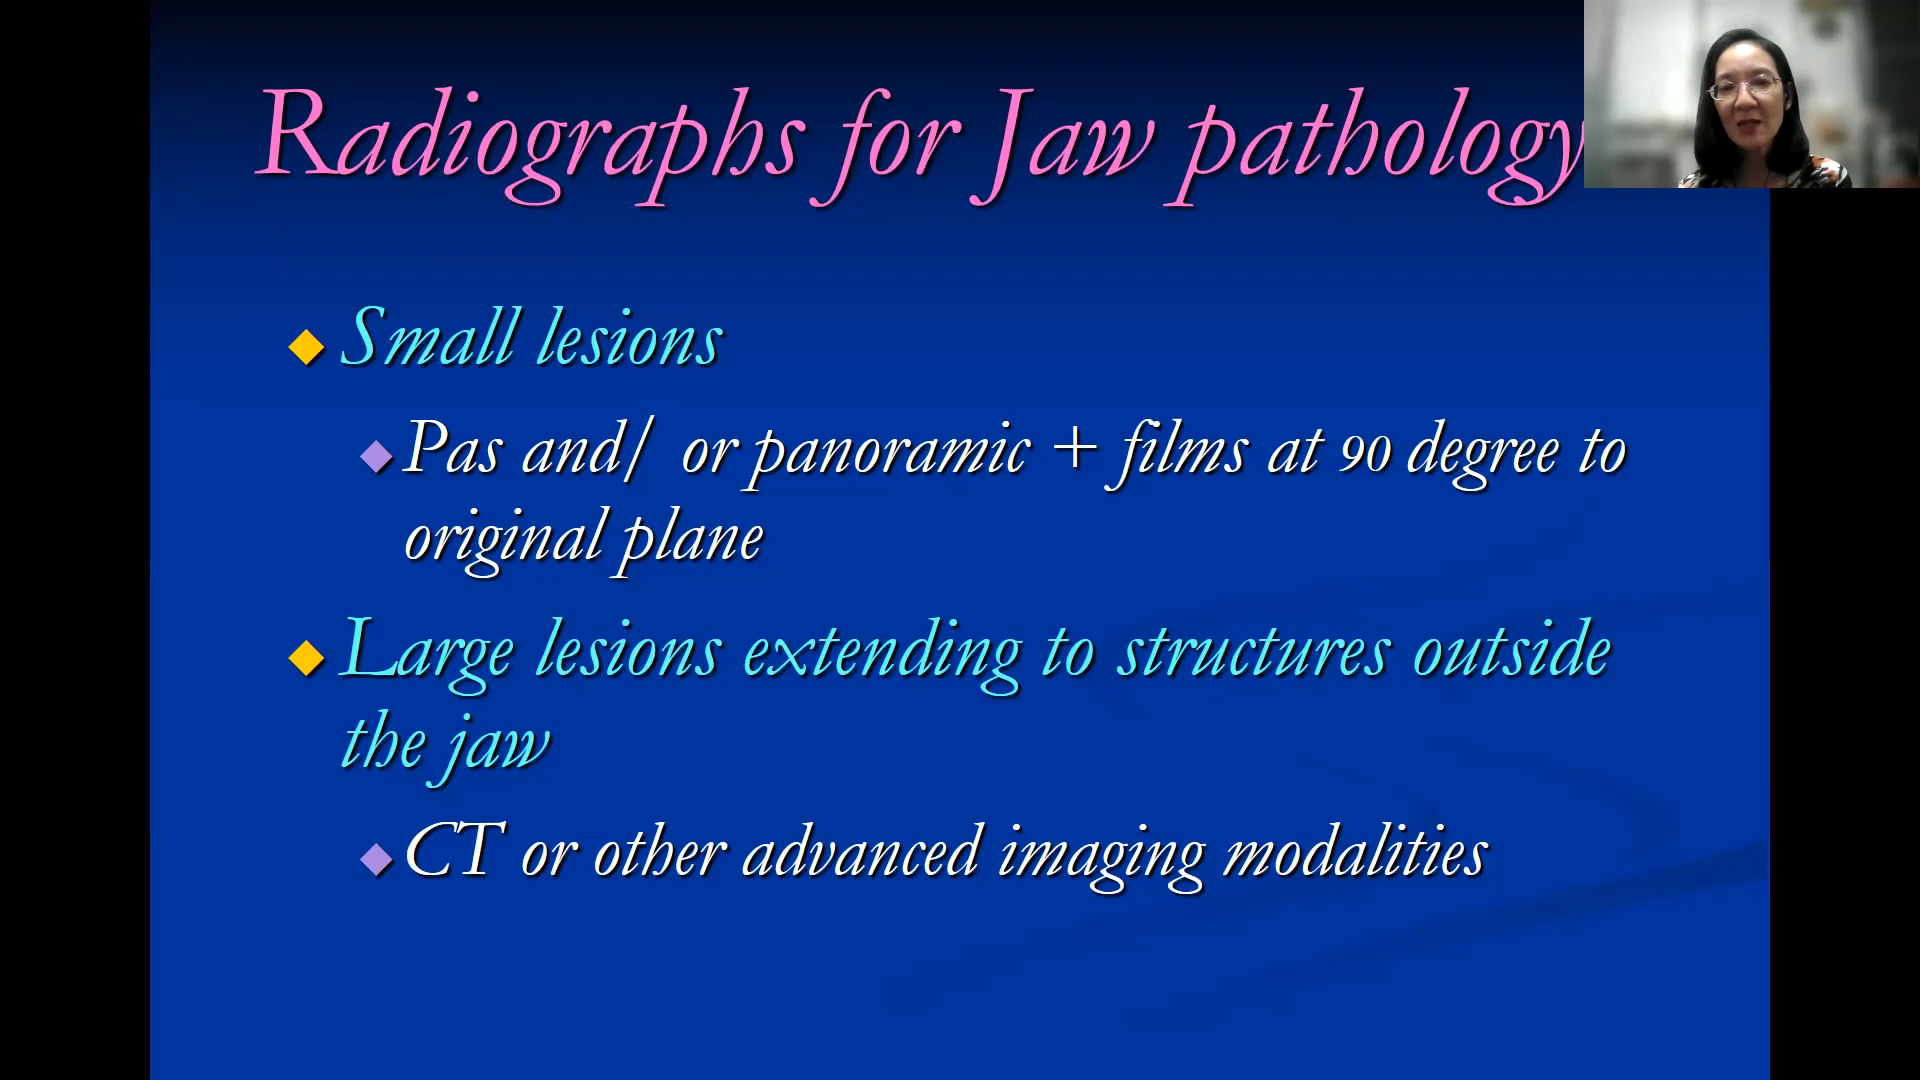 Radiographs for Jaw pathology
Small lesions
Pas and/ or panoramic + films at 90 degree to
original plane
Large lesions extending to structures outside
the jaw
CT or other advanced imaging modalities